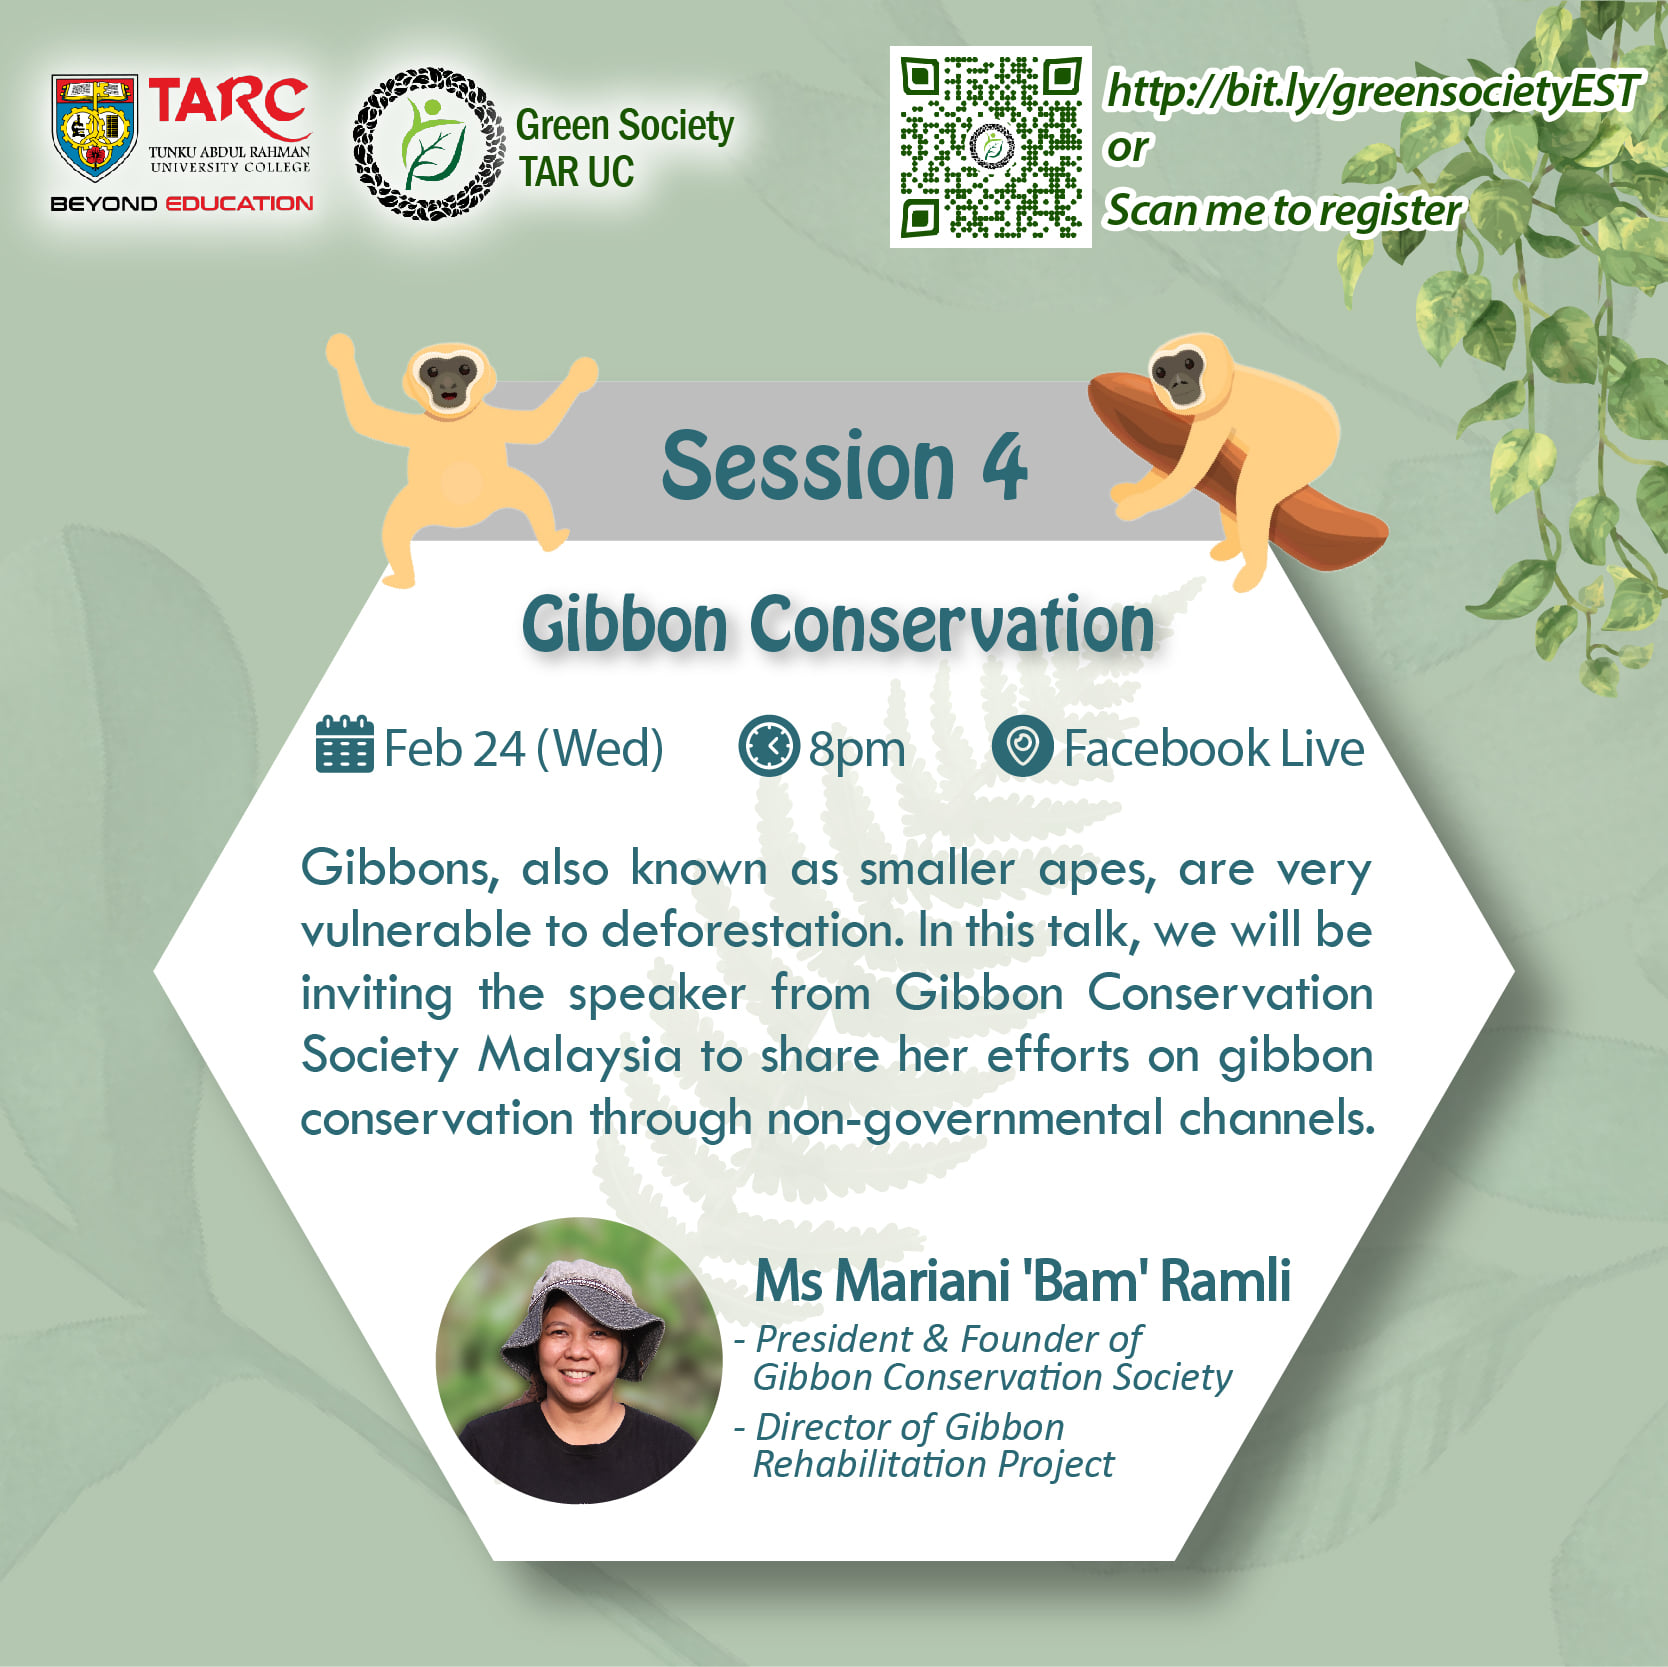 TARC
TUNKU ABDUL RAHMAN
UNIVERSITY COLLEGE
BEYOND EDUCATION
Green Society
TAR UC
http://bit.ly/greensocietyEST
or
Scan me to register
Session 4
Gibbon Conservation
Feb 24 (Wed)
8pm
Facebook Live
Gibbons, also known as smaller apes, are very
vulnerable to deforestation. In this talk, we will be
inviting the speaker from Gibbon Conservation
Society Malaysia to share her efforts on gibbon
conservation through non-governmental channels.
Ms Mariani 'Bam' Ramli
- President & Founder of
Gibbon Conservation Society
- Director of Gibbon
Rehabilitation Project